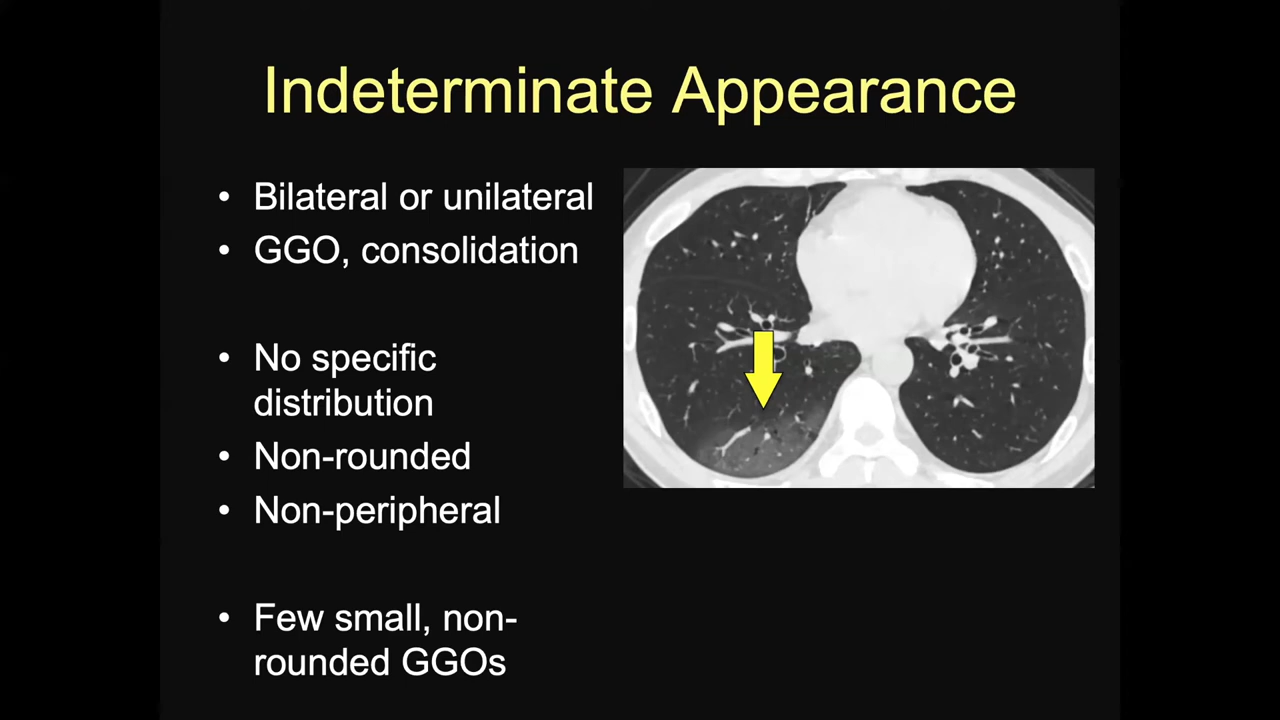 Indeterminate Appearance
• Bilateral or unilateral
• GGO, consolidation
• No specific
distribution
• Non-rounded
• Non-peripheral
• Few small, non-
rounded GGOs